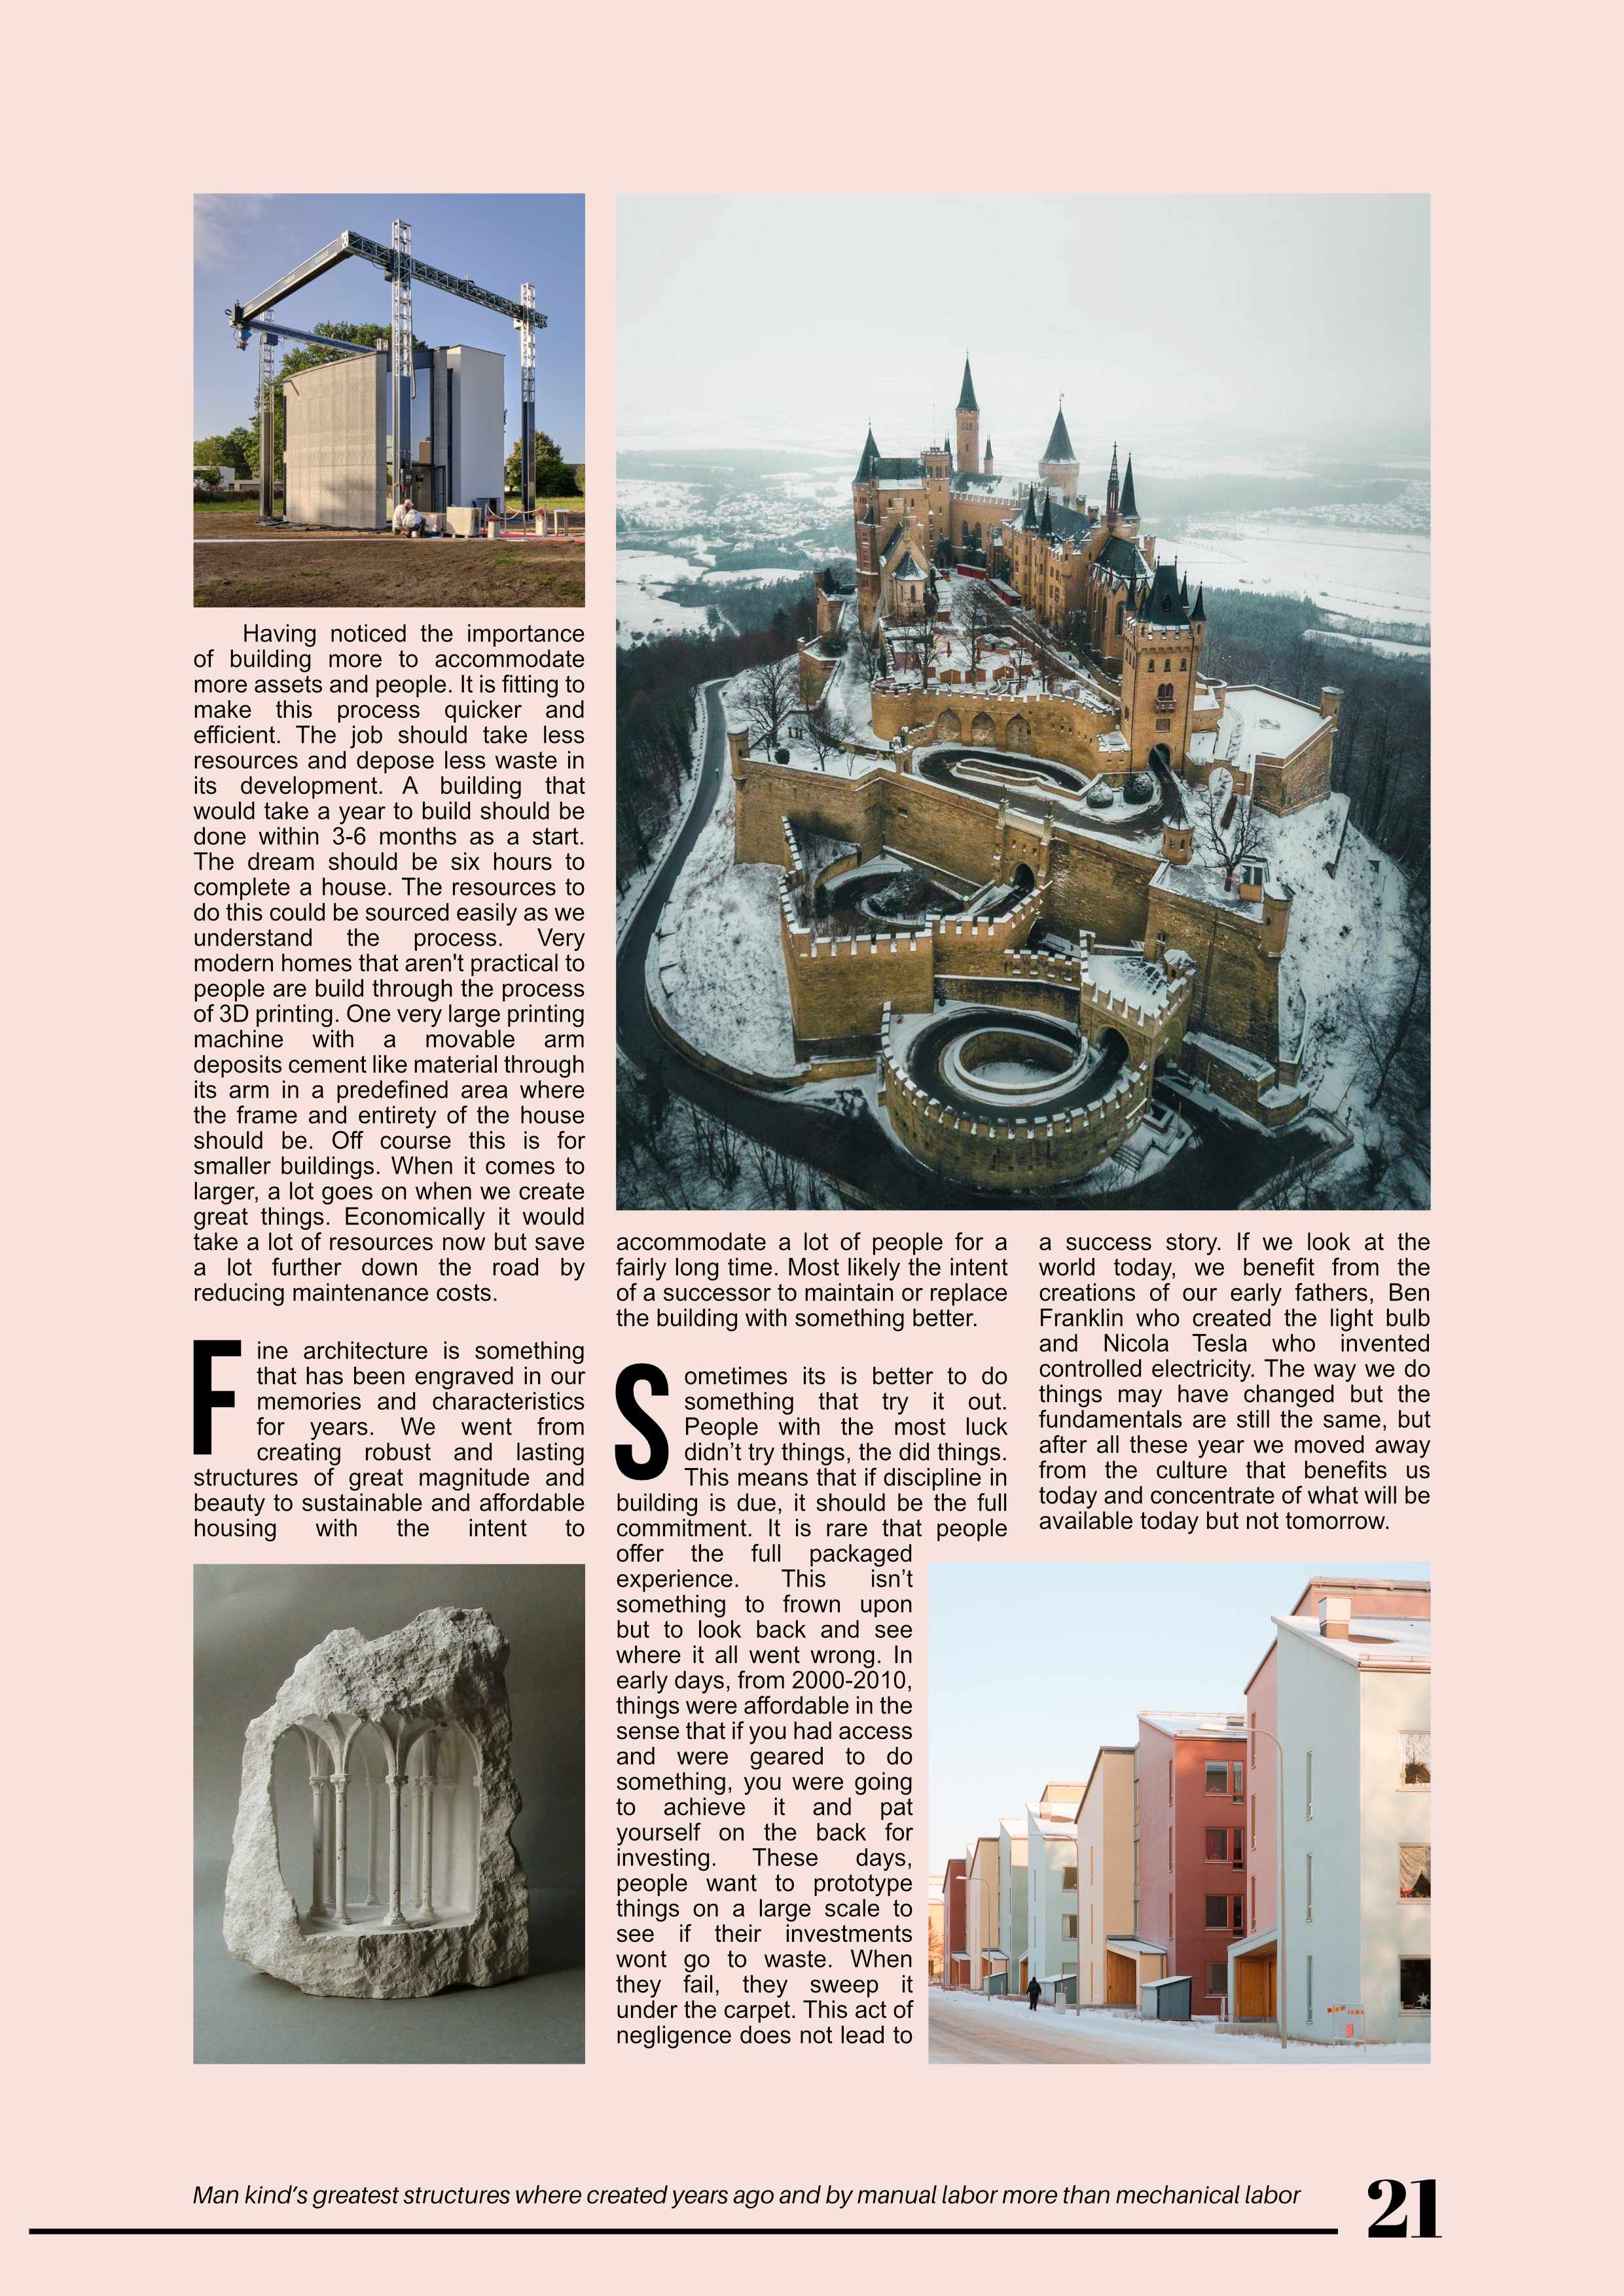 Having noticed the importance
of building more to accommodate
more assets and people. It is fitting to
make this process quicker and
efficient. The job should take less
resources and depose less waste in
its development. A building that
would take a year to build should be
done within 3-6 months as a start.
The dream should be six hours to
complete a house. The resources to
do this could be sourced easily as we
understand the process. Very
modern homes that aren't practical to
people are build through the process
of 3D printing. One very large printing
machine with a movable arm
deposits cement like material through
its arm in a predefined area where
the frame and entirety of the house
should be. Off course this is for
smaller buildings. When it comes to
larger, a lot goes on when we create
great things. Economically it would
take a lot of resources now but save
a lot further down the road by
reducing maintenance costs.
Fine architecture is something
that has been engraved in our
memories and characteristics
for years. We went from
creating robust and lasting
structures of great magnitude and
beauty to sustainable and affordable
housing with the intent to
accommodate a lot of people for a
fairly long time. Most likely the intent
of a successor to maintain or replace
the building with something better.
Sometimes its is better to do
something that try it out.
People with the most luck
didn’t try things, the did things.
This means that if discipline in
building is due, it should be the full
commitment. It is rare that people
offer the full packaged
experience. This isn’t
something to frown upon
but to look back and see
where it all went wrong. In
early days, from 2000-2010,
things were affordable in the
sense that if you had access
and were geared to do
something, you were going
to achieve it and pat
yourself on the back for
investing. These days,
people want to prototype
things on a large scale to
see if their investments
wont go to waste. When
they fail, they sweep it
under the carpet. This act of
negligence does not lead to
a success story. If we look at the
world today, we benefit from the
creations of our early fathers, Ben
Franklin who created the light bulb
and Nicola Tesla who invented
controlled electricity. The way we do
things may have changed but the
fundamentals are still the same, but
after all these year we moved away
from the culture that benefits us
today and concentrate of what will be
available today but not tomorrow.
Man kind’s greatest structures where created years ago and by manual labor more than mechanical labor
21